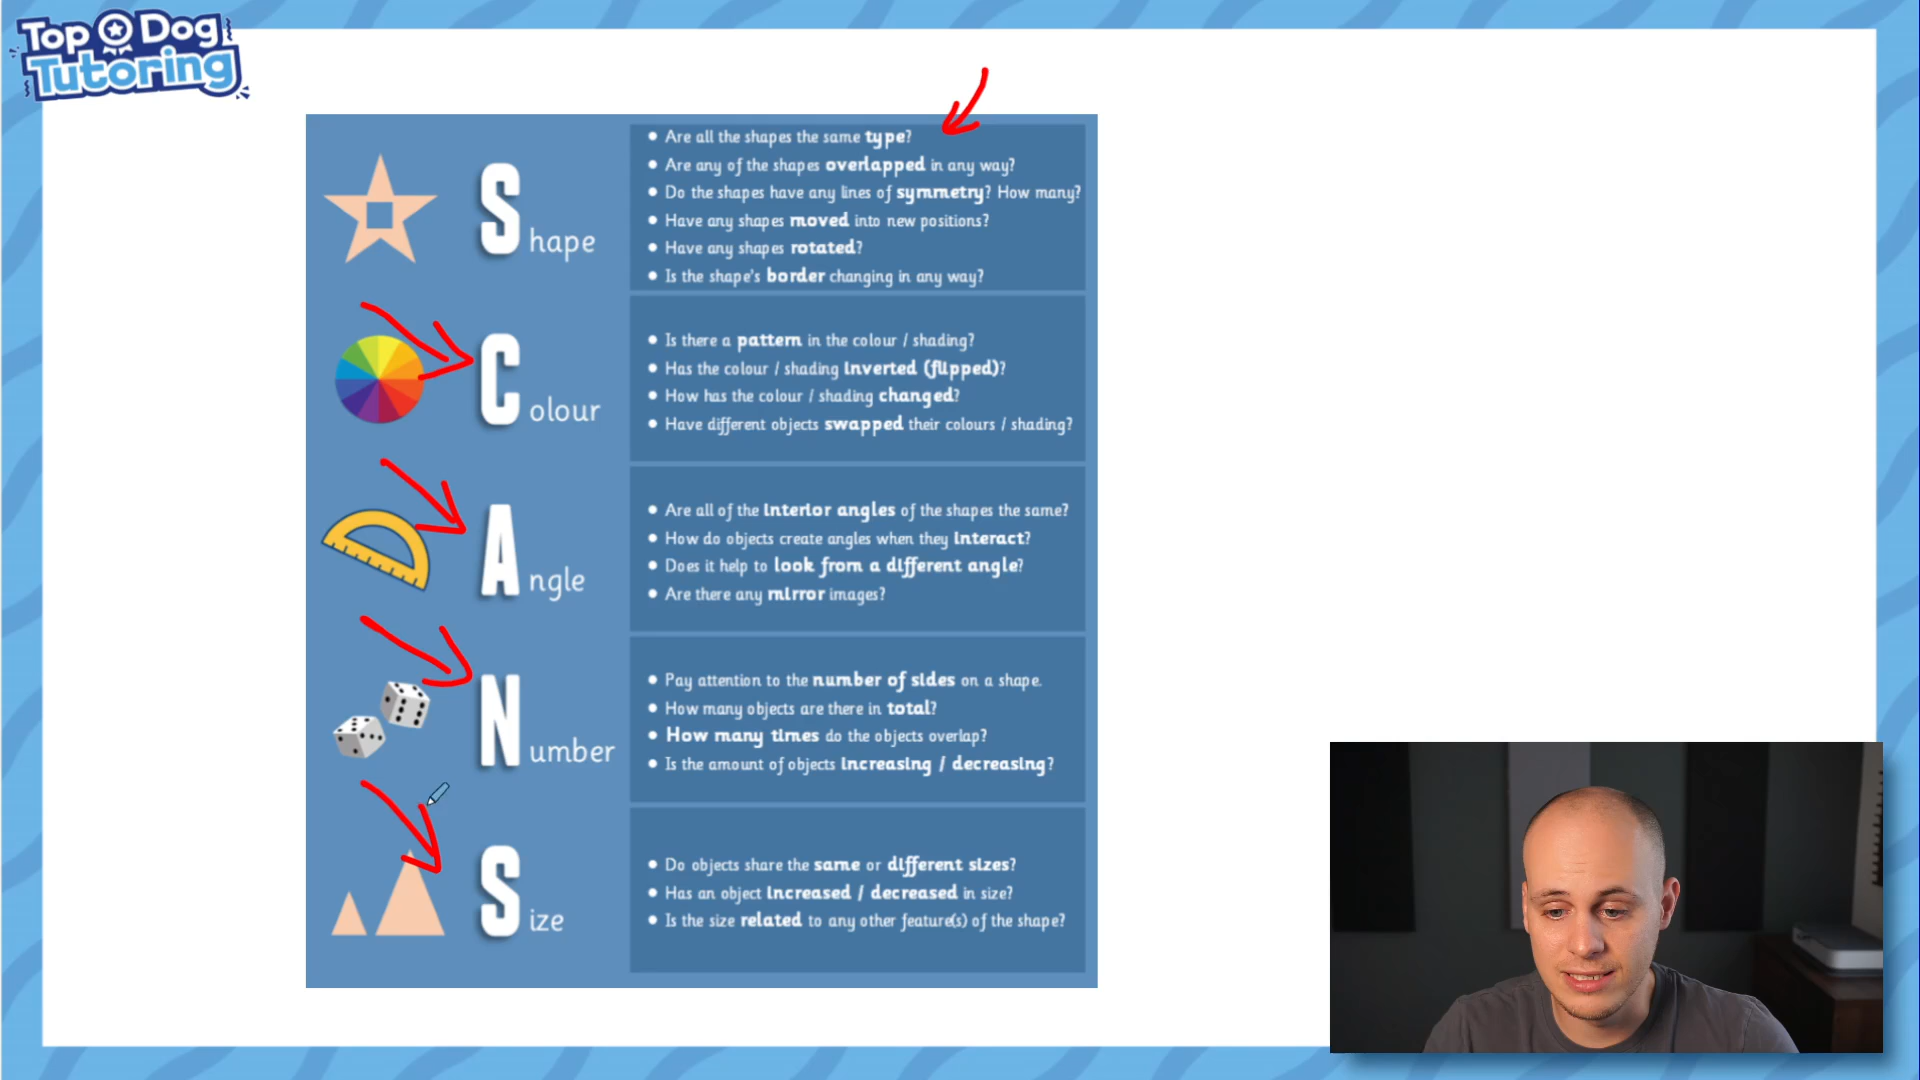 Top Dog
Tutoring
Shape
• Are all the shapes the same type?
• Are any of the shapes overlapped in any way?
• Do the shapes have any lines of symmetry? How many?
• Have any shapes moved into new positions?
• Have any shapes rotated?
• Is the shape's border changing in any way?
Colour
• Is there a pattern in the colour / shading?
• Has the colour / shading inverted (flipped)?
• How has the colour / shading changed?
• Have different objects swapped their colours / shading?
Angle
• Are all of the interior angles of the shapes the same?
• How do objects create angles when they interact?
• Does it help to look from a different angle?
• Are there any mirror images?
Number
• Pay attention to the number of sides on a shape.
• How many objects are there in total?
• How many times do the objects overlap?
• Is the amount of objects increasing / decreasing?
Size
• Do objects share the same or different sizes?
• Has an object increased / decreased in size?
• Is the size related to any other feature(s) of the shape?